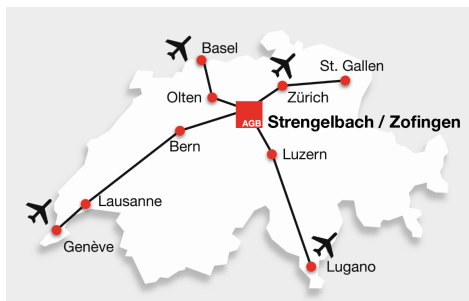 Basel
St. Gallen
Olten
Zürich
AGB
Strengelbach / Zofingen
Bern
Luzern
Lausanne
Genève
Lugano